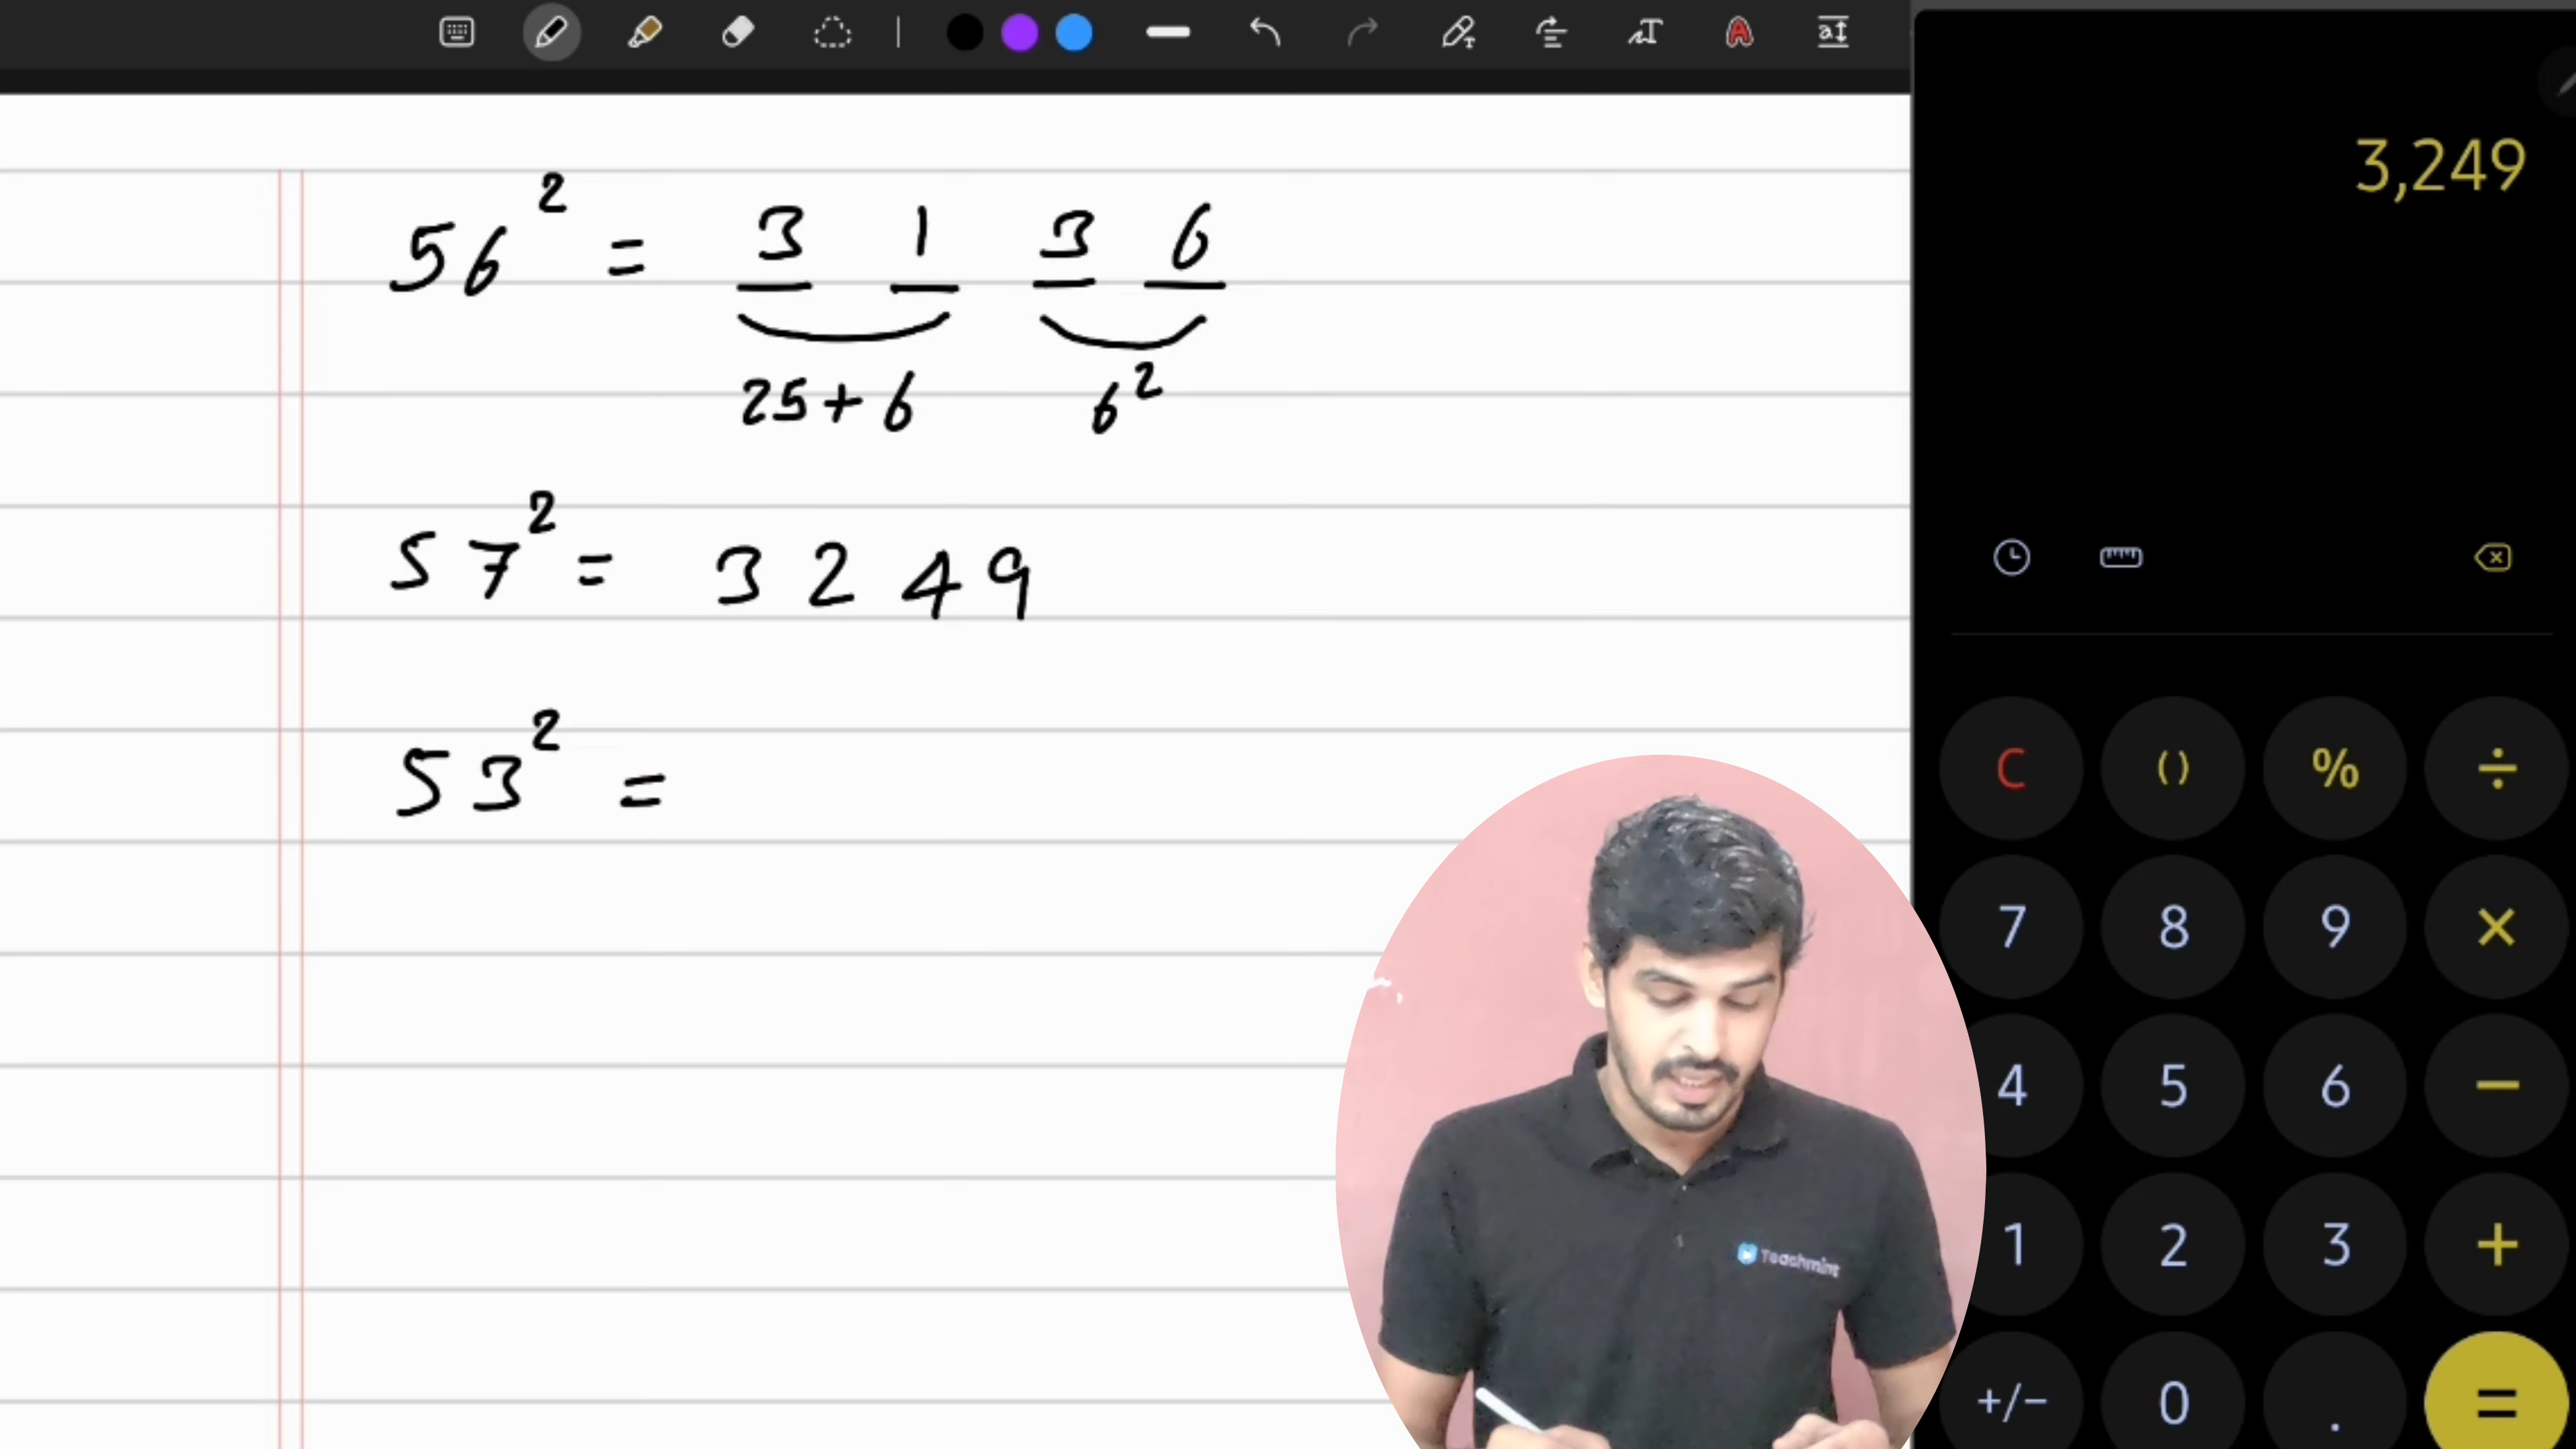 56² = 3 1 3 6
25+6 6²
57² = 3 2 4 9
53² =
3,249
C () % ÷
7 8 9 ×
4 5 6 −
1 2 3 +
+/− 0 . =
Teachmint